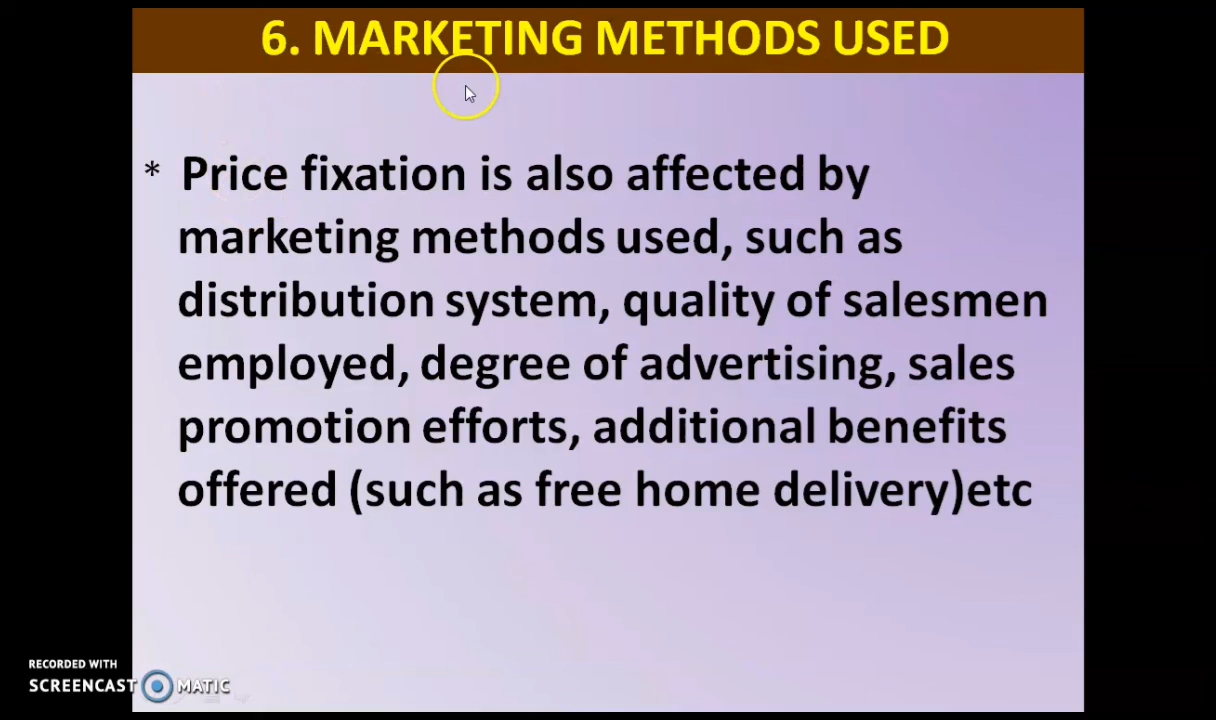 6. MARKETING METHODS USED
* Price fixation is also affected by
marketing methods used, such as
distribution system, quality of salesmen
employed, degree of advertising, sales
promotion efforts, additional benefits
offered (such as free home delivery)etc
RECORDED WITH
SCREENCAST MATIC